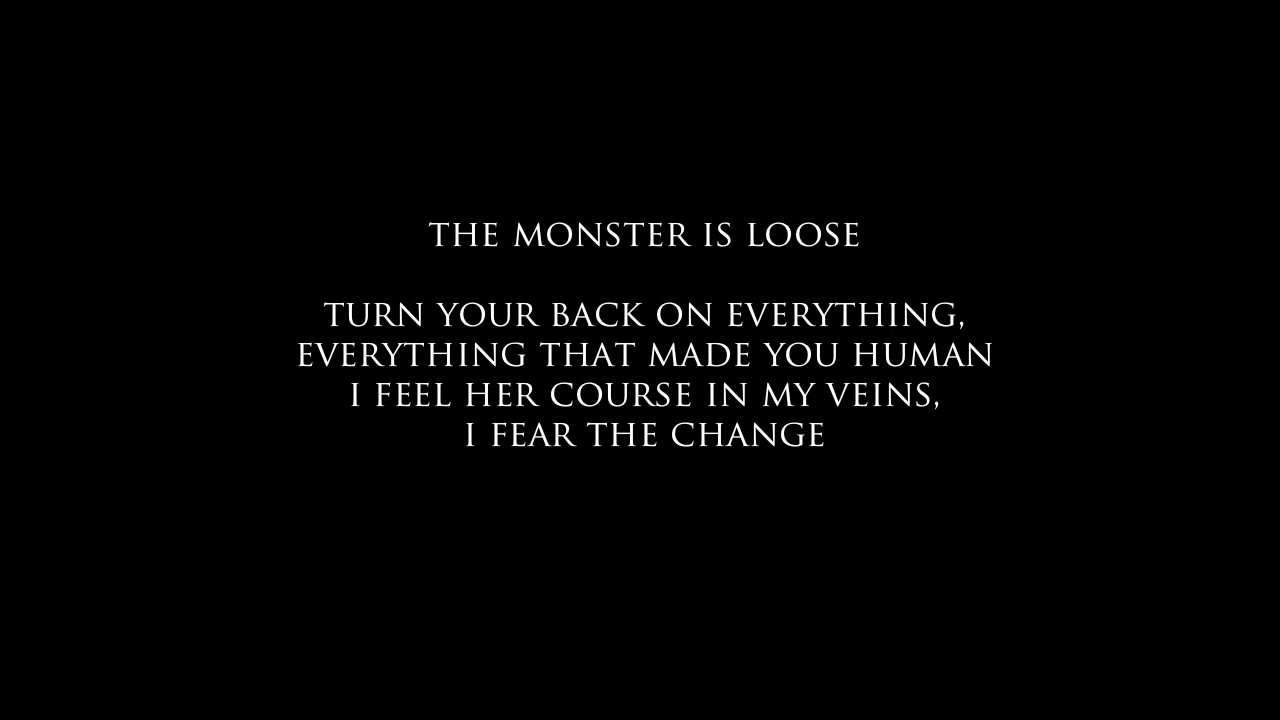 THE MONSTER IS LOOSE
TURN YOUR BACK ON EVERYTHING,
EVERYTHING THAT MADE YOU HUMAN
I FEEL HER COURSE IN MY VEINS,
I FEAR THE CHANGE